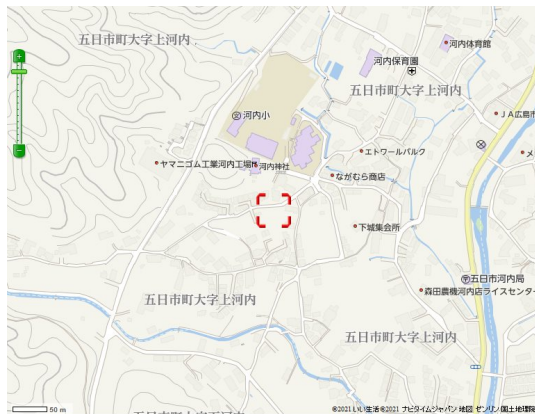 五日市町大字上河内
河内体育館
河内保育園
五日市町大字上河内
河内小
JA広島市
エトワールパルク
ヤマニゴム工業河内工場
河内神社
ながむら商店
下城集会所
五日市河内局
森田農機河内店ライスセンター
五日市町大字上河内
五日市町大字上河内
50 m
©2021 いい生活 ©2021 ナビタイムジャパン 地図 ゼンリン 国土地理院